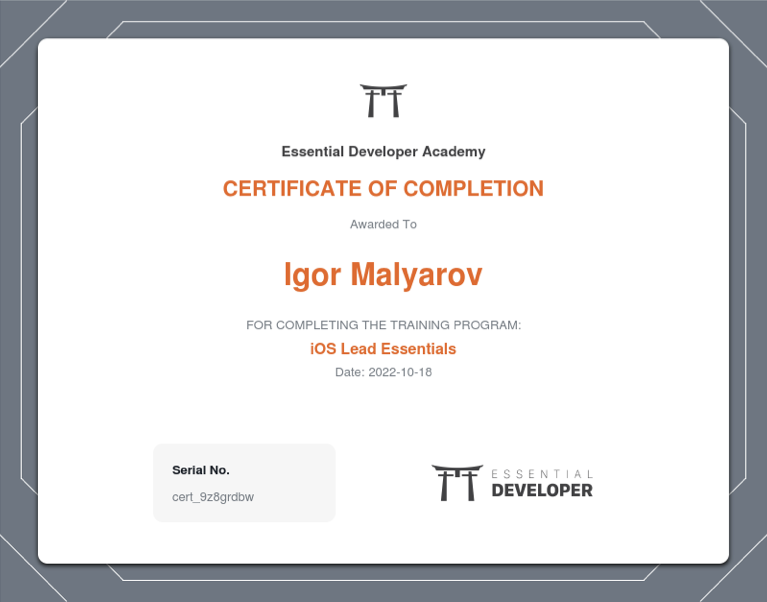 Essential Developer Academy
CERTIFICATE OF COMPLETION
Awarded To
Igor Malyarov
FOR COMPLETING THE TRAINING PROGRAM:
iOS Lead Essentials
Date: 2022-10-18
Serial No.
cert_9z8grdbw
ESSENTIAL
DEVELOPER